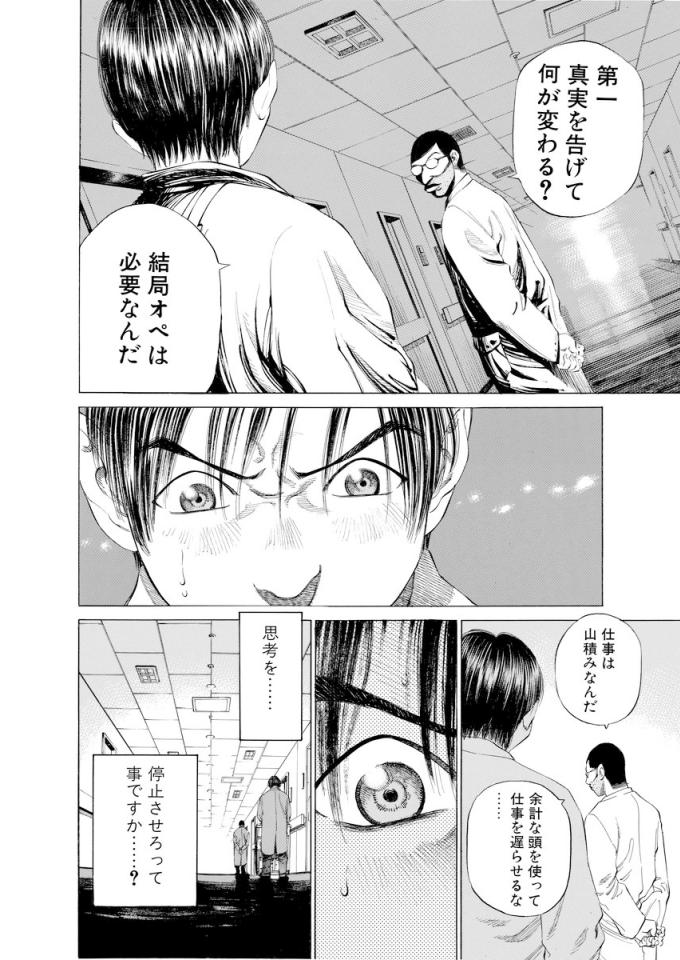 第一
真実を告げて
何が変わる?
結局オペは
必要なんだ
仕事は
山積みなんだ
余計な頭を使って
仕事を遅らせるな
……
思考を……
停止させろって
事ですか……?